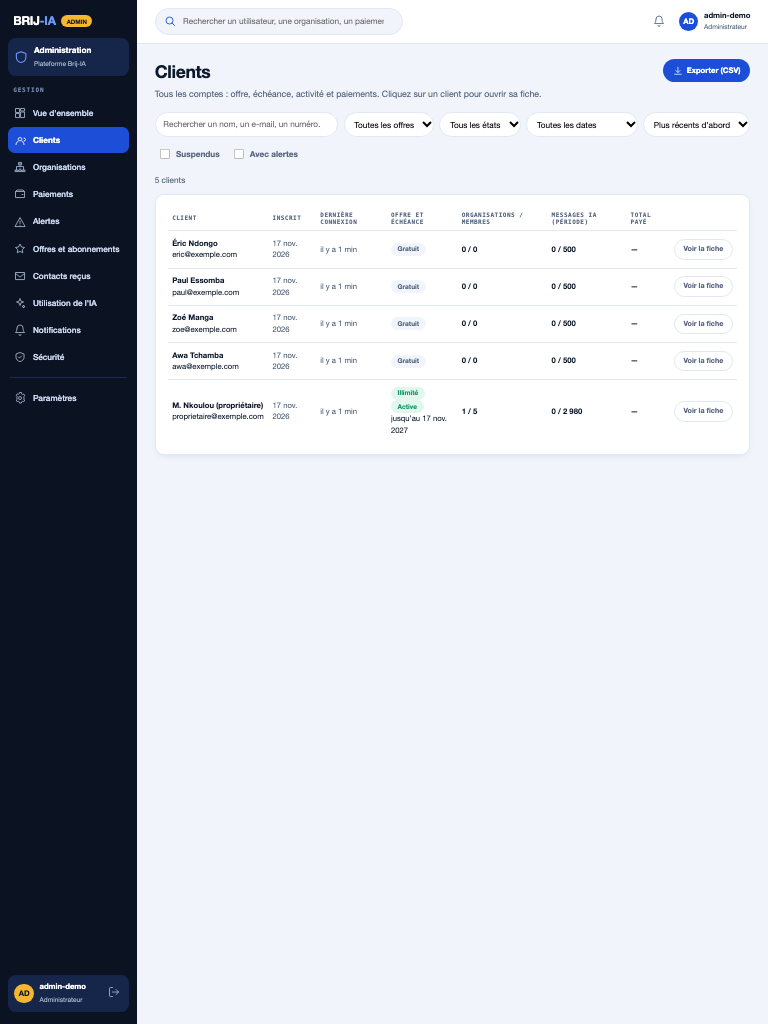 BRIJ-IA ADMIN
Administration
Plateforme Brij-IA
GESTION
Vue d'ensemble
Clients
Organisations
Paiements
Alertes
Offres et abonnements
Contacts reçus
Utilisation de l'IA
Notifications
Sécurité
Paramètres
AD
admin-demo
Administrateur
Rechercher un utilisateur, une organisation, un paiemer
AD
admin-demo
Administrateur
Clients
Exporter (CSV)
Tous les comptes : offre, échéance, activité et paiements. Cliquez sur un client pour ouvrir sa fiche.
Rechercher un nom, un e-mail, un numéro.
Toutes les offres
Tous les états
Toutes les dates
Plus récents d'abord
Suspendus
Avec alertes
5 clients
CLIENT INSCRIT DERNIÈRE CONNEXION OFFRE ET ÉCHÉANCE ORGANISATIONS / MEMBRES MESSAGES IA (PÉRIODE) TOTAL PAYÉ
Éric Ndongo 17 nov. 2026 il y a 1 min Gratuit 0 / 0 0 / 500 — Voir la fiche
eric@exemple.com
Paul Essomba 17 nov. 2026 il y a 1 min Gratuit 0 / 0 0 / 500 — Voir la fiche
paul@exemple.com
Zoé Manga 17 nov. 2026 il y a 1 min Gratuit 0 / 0 0 / 500 — Voir la fiche
zoe@exemple.com
Awa Tchamba 17 nov. 2026 il y a 1 min Gratuit 0 / 0 0 / 500 — Voir la fiche
awa@exemple.com
M. Nkoulou (propriétaire) 17 nov. 2026 il y a 1 min Illimité Active jusqu'au 17 nov. 2027 1 / 5 0 / 2 980 — Voir la fiche
proprietaire@exemple.com